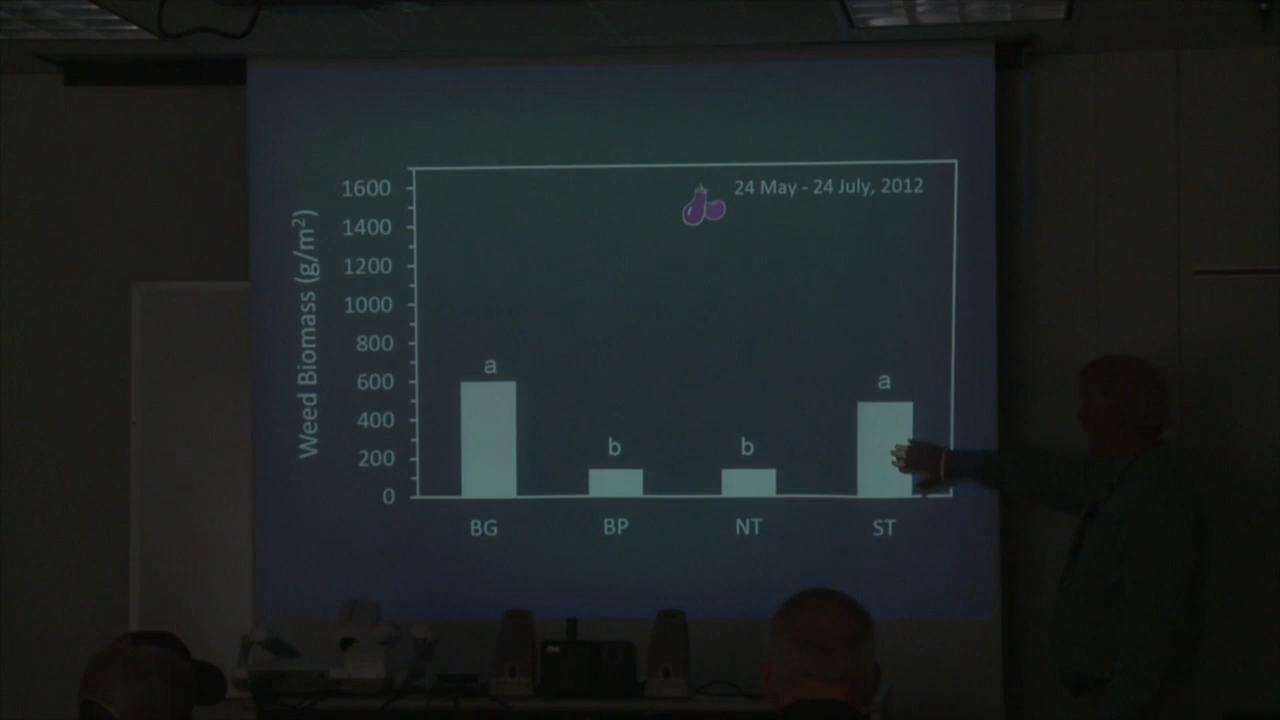 24 May - 24 July, 2012
Weed Biomass (g/m²)
1600
1400
1200
1000
800
600
400
200
0
a
b
b
a
BG
BP
NT
ST